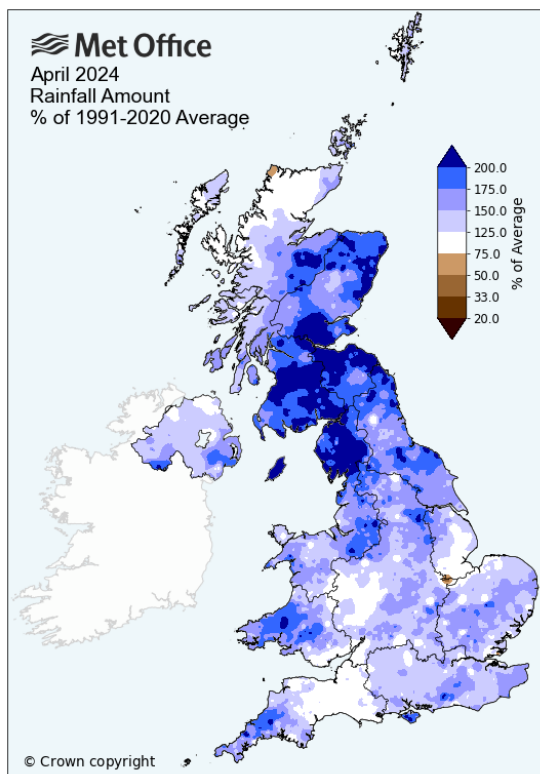 Met Office
April 2024
Rainfall Amount
% of 1991-2020 Average
200.0
175.0
150.0
125.0
75.0
50.0
33.0
20.0
% of Average
© Crown copyright